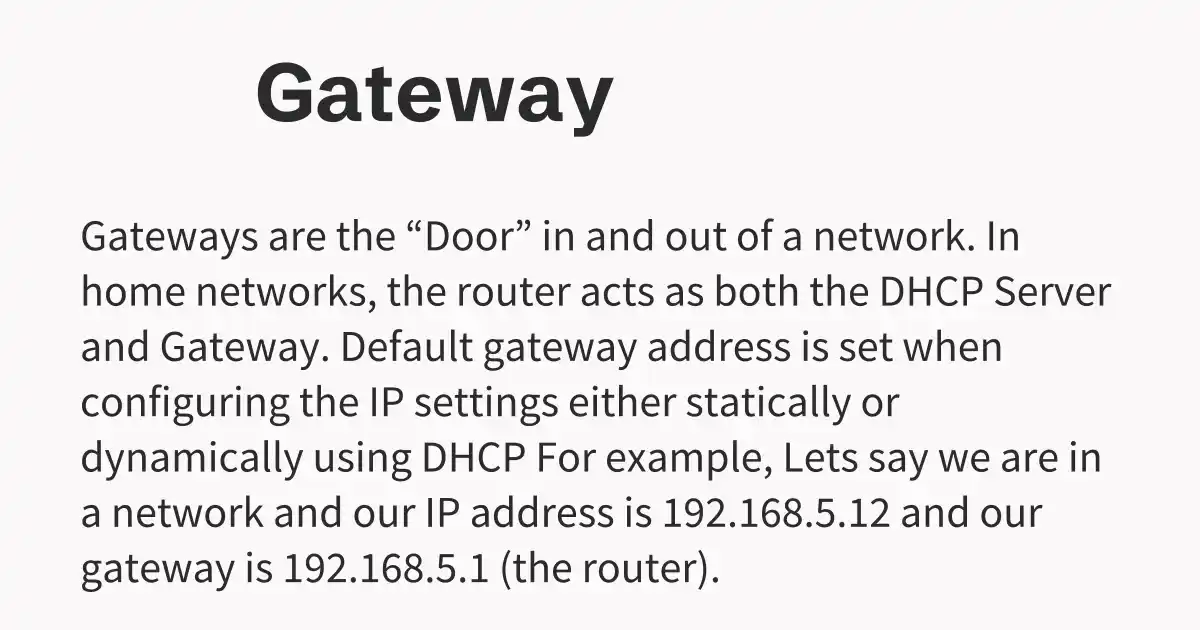 Gateway
Gateways are the “Door” in and out of a network. In
home networks, the router acts as both the DHCP Server
and Gateway. Default gateway address is set when
configuring the IP settings either statically or
dynamically using DHCP For example, Lets say we are in
a network and our IP address is 192.168.5.12 and our
gateway is 192.168.5.1 (the router).